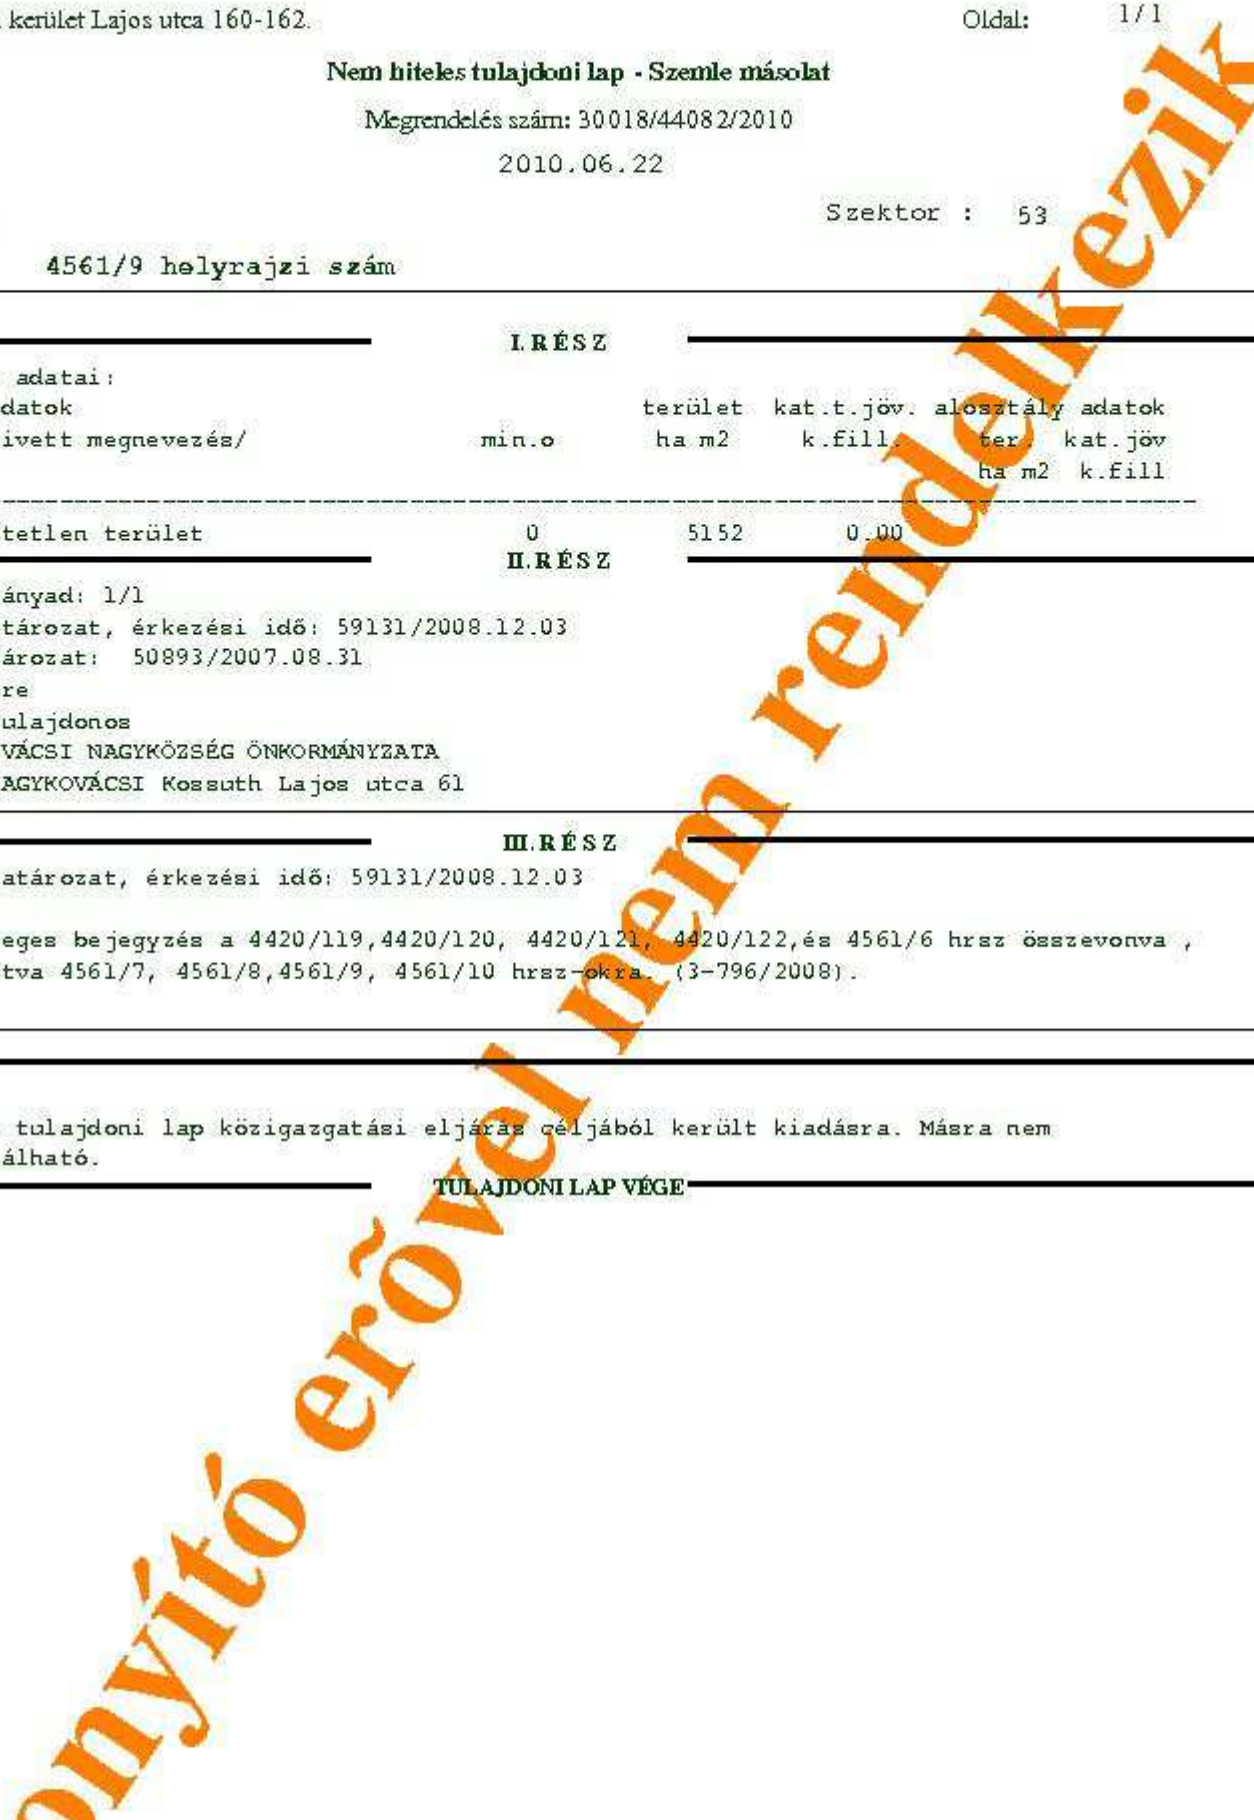 kerület Lajos utca 160-162.
Oldal: 1/1
Nem hiteles tulajdoni lap - Szemle másolat
Megrendelés szám: 30018/44082/2010
2010.06.22
Szektor : 53
4561/9 helyrajzi szám
I.RÉSZ
adatai:
datok terület kat.t.jöv. alosztály adatok
ivett megnevezés/ min.o ha m2 k.fill. ter. kat.jöv
ha m2 k.fill
tetlen terület 0 5152 0.00
II.RÉSZ
ányad: 1/1
tározat, érkezési idő: 59131/2008.12.03
ározat: 50893/2007.08.31
re
ulajdonos
VÁCSI NAGYKÖZSÉG ÖNKORMÁNYZATA
AGYKOVÁCSI Kossuth Lajos utca 61
III.RÉSZ
atározat, érkezési idő: 59131/2008.12.03
eges bejegyzés a 4420/119,4420/120, 4420/121, 4420/122,és 4561/6 hrsz összevonva ,
tva 4561/7, 4561/8,4561/9, 4561/10 hrsz-okra. (3-796/2008).
tulajdoni lap közigazgatási eljárás céljából került kiadásra. Másra nem
álható.
TULAJDONI LAP VÉGE
onyító erõvel nem rendelkezik